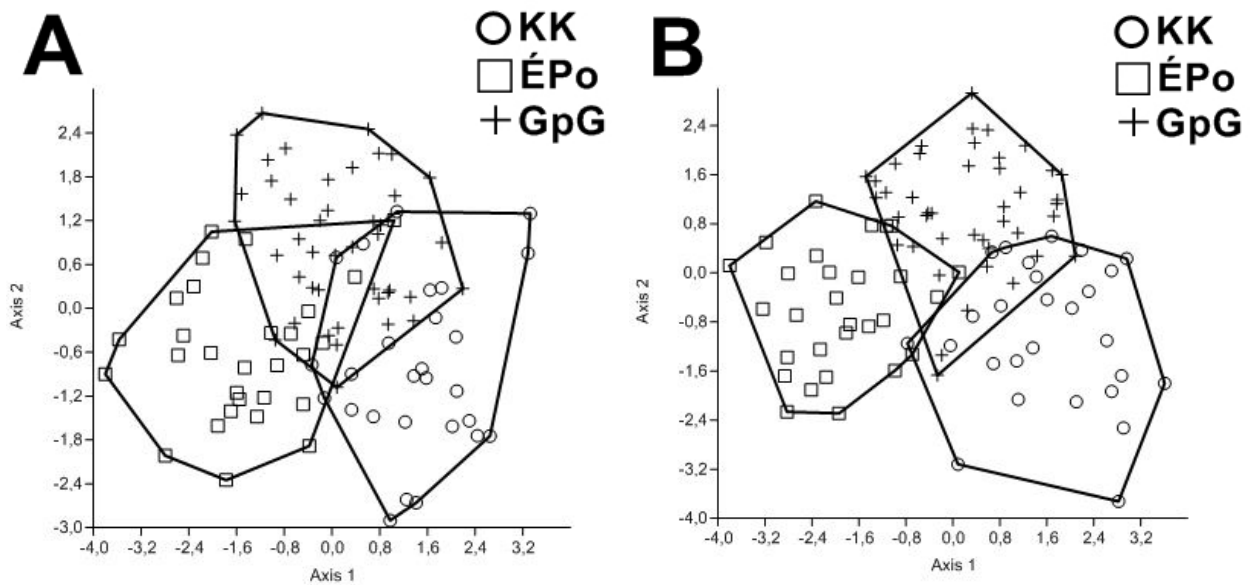 A
KK
ÉPo
GpG
2,4
1,8
1,2
0,6
0,0
-0,6
-1,2
-1,8
-2,4
-3,0
Axis 2
-4,0 -3,2 -2,4 -1,6 -0,8 0,0 0,8 1,6 2,4 3,2
Axis 1
B
KK
ÉPo
GpG
2,4
1,6
0,8
0,0
-0,8
-1,6
-2,4
-3,2
-4,0
Axis 2
-4,0 -3,2 -2,4 -1,6 -0,8 0,0 0,8 1,6 2,4 3,2
Axis 1